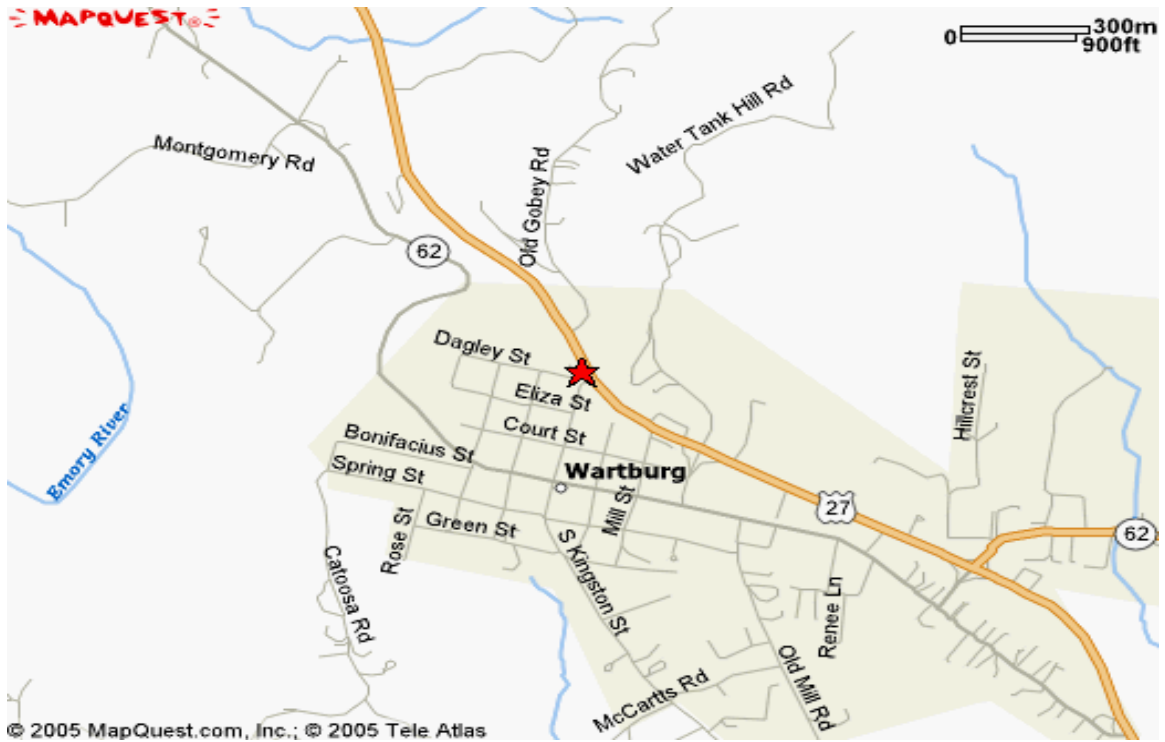 MAPQUEST®
0
300m
900ft
Montgomery Rd
Water Tank Hill Rd
Old Gobey Rd
62
Dagley St
Eliza St
Court St
Hillcrest St
Emory River
Bonifacius St
Spring St
Wartburg
Mill St
27
62
Rose St
Green St
S Kingston St
Catoosa Rd
Renee Ln
Old Mill Rd
McCartts Rd
© 2005 MapQuest.com, Inc.; © 2005 Tele Atlas